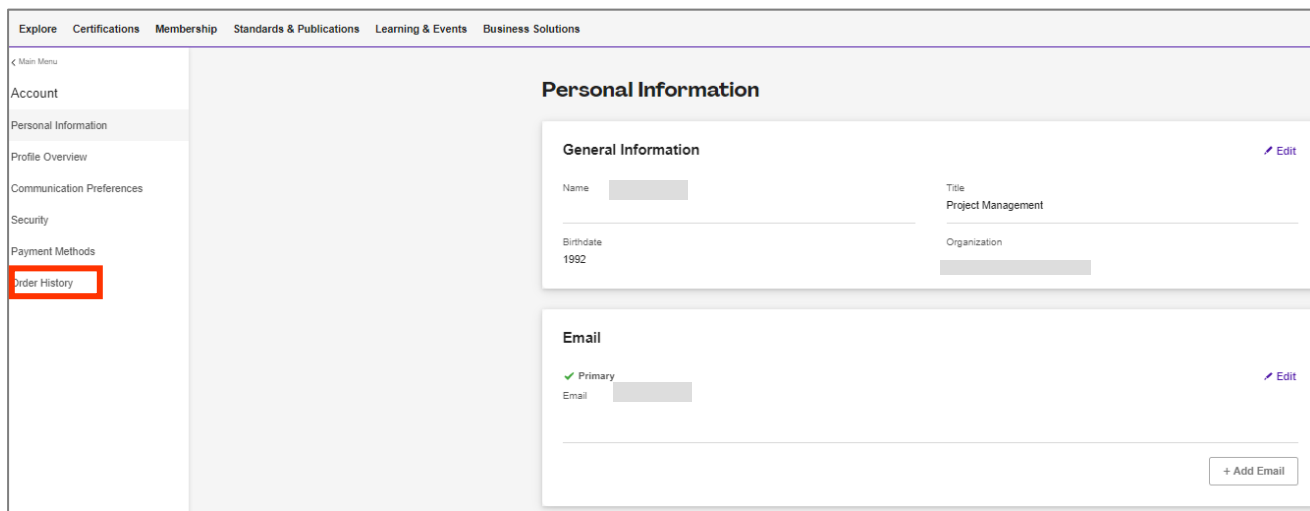 Explore Certifications Membership Standards & Publications Learning & Events Business Solutions
Main Menu
Account
Personal Information
Profile Overview
Communication Preferences
Security
Payment Methods
Order History
Personal Information
General Information
Edit
Name
Title
Project Management
Birthdate
1992
Organization
Email
Primary
Edit
Email
+ Add Email